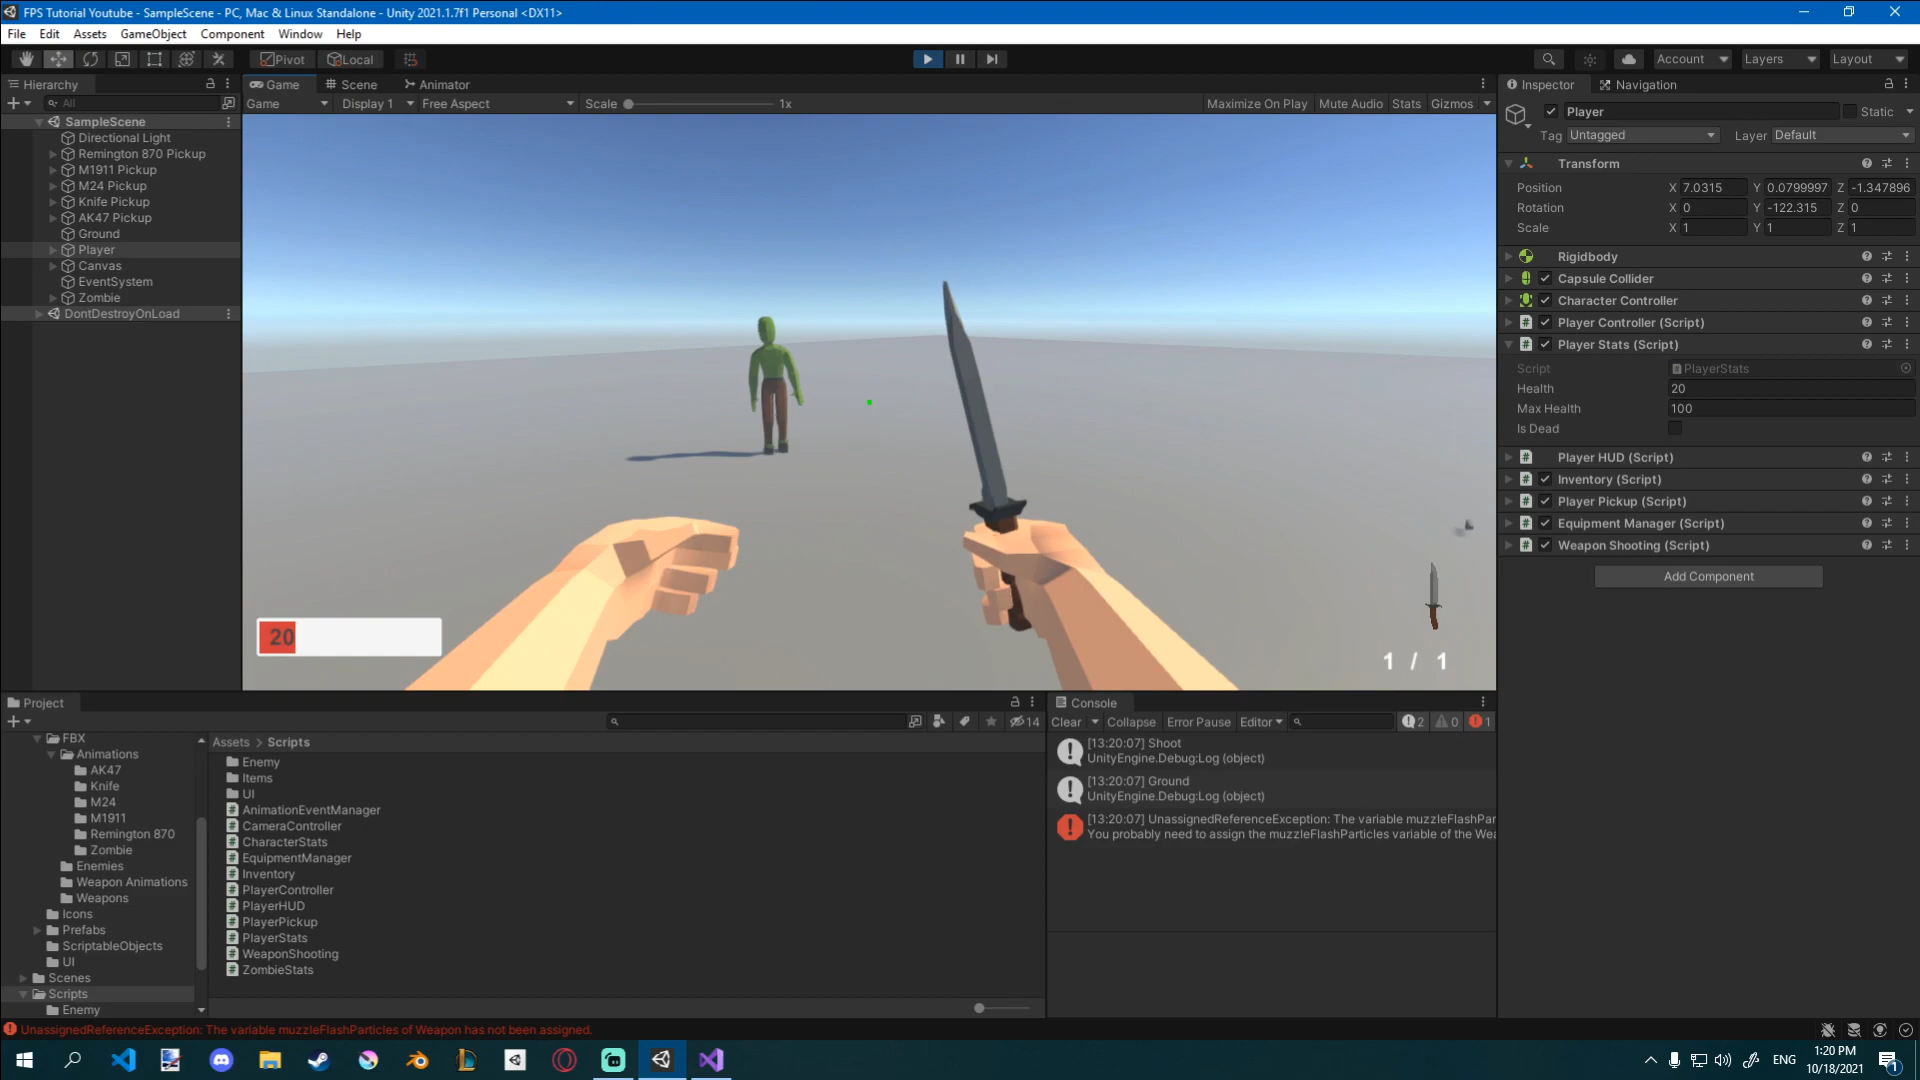 FPS Tutorial Youtube - SampleScene - PC, Mac & Linux Standalone - Unity 2021.1.7f1 Personal <DX11>
File Edit Assets GameObject Component Window Help
Pivot Local Account Layers Layout
Hierarchy
All
SampleScene
Directional Light
Remington 870 Pickup
M1911 Pickup
M24 Pickup
Knife Pickup
AK47 Pickup
Ground
Player
Canvas
EventSystem
Zombie
DontDestroyOnLoad
Game Scene Animator
Game Display 1 Free Aspect Scale 1x Maximize On Play Mute Audio Stats Gizmos
20
1 / 1
Inspector Navigation
Player Static
Tag Untagged Layer Default
Transform
Position X 7.0315 Y 0.0799997 Z -1.347896
Rotation X 0 Y -122.315 Z 0
Scale X 1 Y 1 Z 1
Rigidbody
Capsule Collider
Character Controller
Player Controller (Script)
Player Stats (Script)
Script PlayerStats
Health 20
Max Health 100
Is Dead
Player HUD (Script)
Inventory (Script)
Player Pickup (Script)
Equipment Manager (Script)
Weapon Shooting (Script)
Add Component
Project
14
FBX
Animations
AK47
Knife
M24
M1911
Remington 870
Zombie
Enemies
Weapon Animations
Weapons
Icons
Prefabs
ScriptableObjects
UI
Scenes
Scripts
Enemy
Assets > Scripts
Enemy
Items
UI
AnimationEventManager
CameraController
CharacterStats
EquipmentManager
Inventory
PlayerController
PlayerHUD
PlayerPickup
PlayerStats
WeaponShooting
ZombieStats
Console
Clear Collapse Error Pause Editor 2 0 1
[13:20:07] Shoot
UnityEngine.Debug:Log (object)
[13:20:07] Ground
UnityEngine.Debug:Log (object)
[13:20:07] UnassignedReferenceException: The variable muzzleFlashPar
You probably need to assign the muzzleFlashParticles variable of the Wea
UnassignedReferenceException: The variable muzzleFlashParticles of Weapon has not been assigned.
ENG
1:20 PM
10/18/2021
1